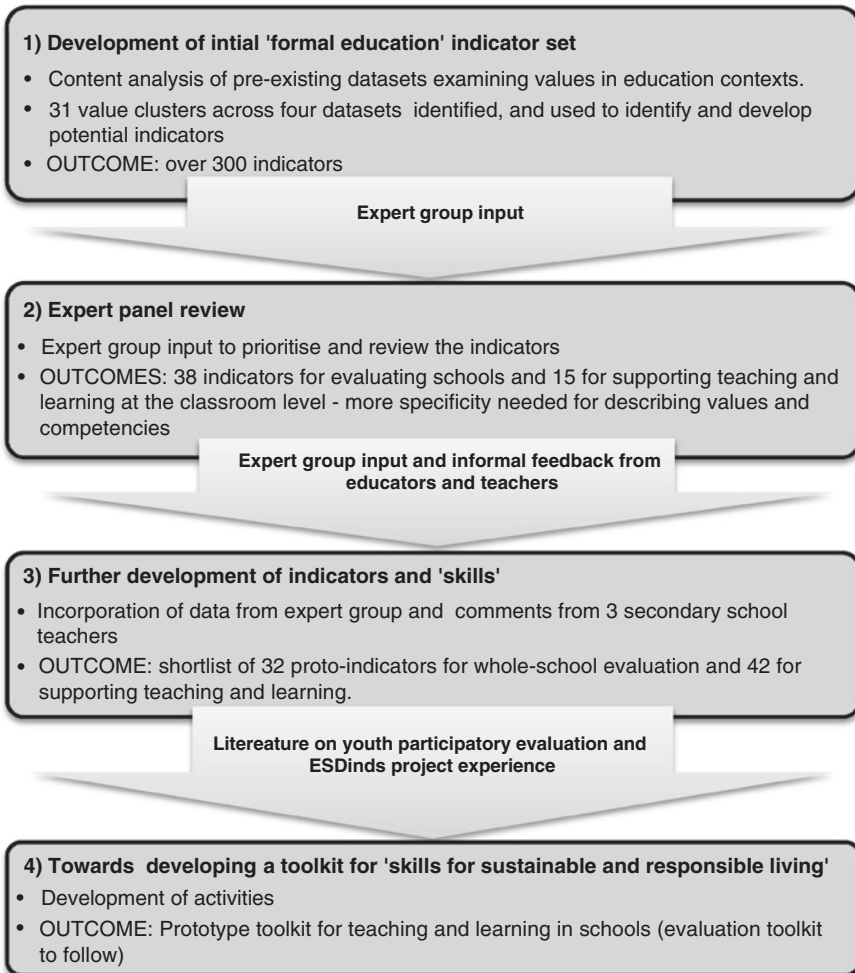 1) Development of intial 'formal education' indicator set
• Content analysis of pre-existing datasets examining values in education contexts.
• 31 value clusters across four datasets identified, and used to identify and develop
potential indicators
• OUTCOME: over 300 indicators
Expert group input
2) Expert panel review
• Expert group input to prioritise and review the indicators
• OUTCOMES: 38 indicators for evaluating schools and 15 for supporting teaching and
learning at the classroom level - more specificity needed for describing values and
competencies
Expert group input and informal feedback from
educators and teachers
3) Further development of indicators and 'skills'
• Incorporation of data from expert group and comments from 3 secondary school
teachers
• OUTCOME: shortlist of 32 proto-indicators for whole-school evaluation and 42 for
supporting teaching and learning.
Litereature on youth participatory evaluation and
ESDinds project experience
4) Towards developing a toolkit for 'skills for sustainable and responsible living'
• Development of activities
• OUTCOME: Prototype toolkit for teaching and learning in schools (evaluation toolkit
to follow)